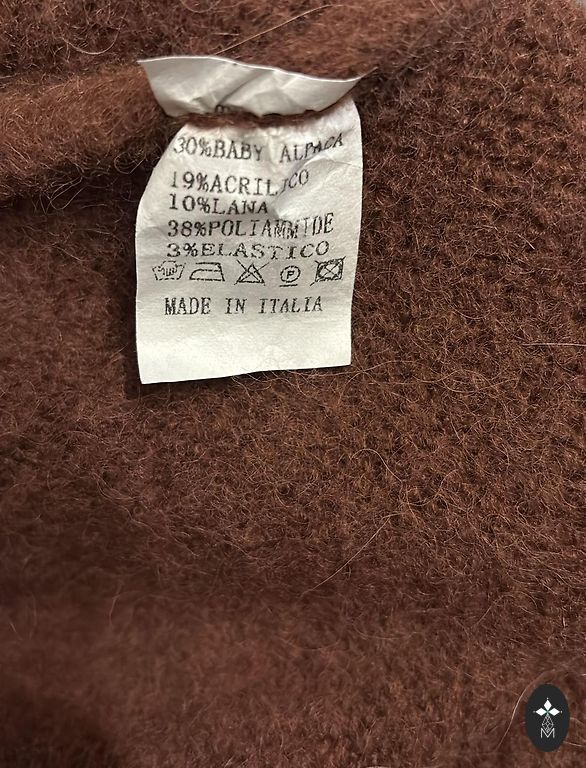 30%BABY ALPACA
19%ACRILICO
10%LANA
38%POLIAMMIDE
3%ELASTICO
P
MADE IN ITALIA
M